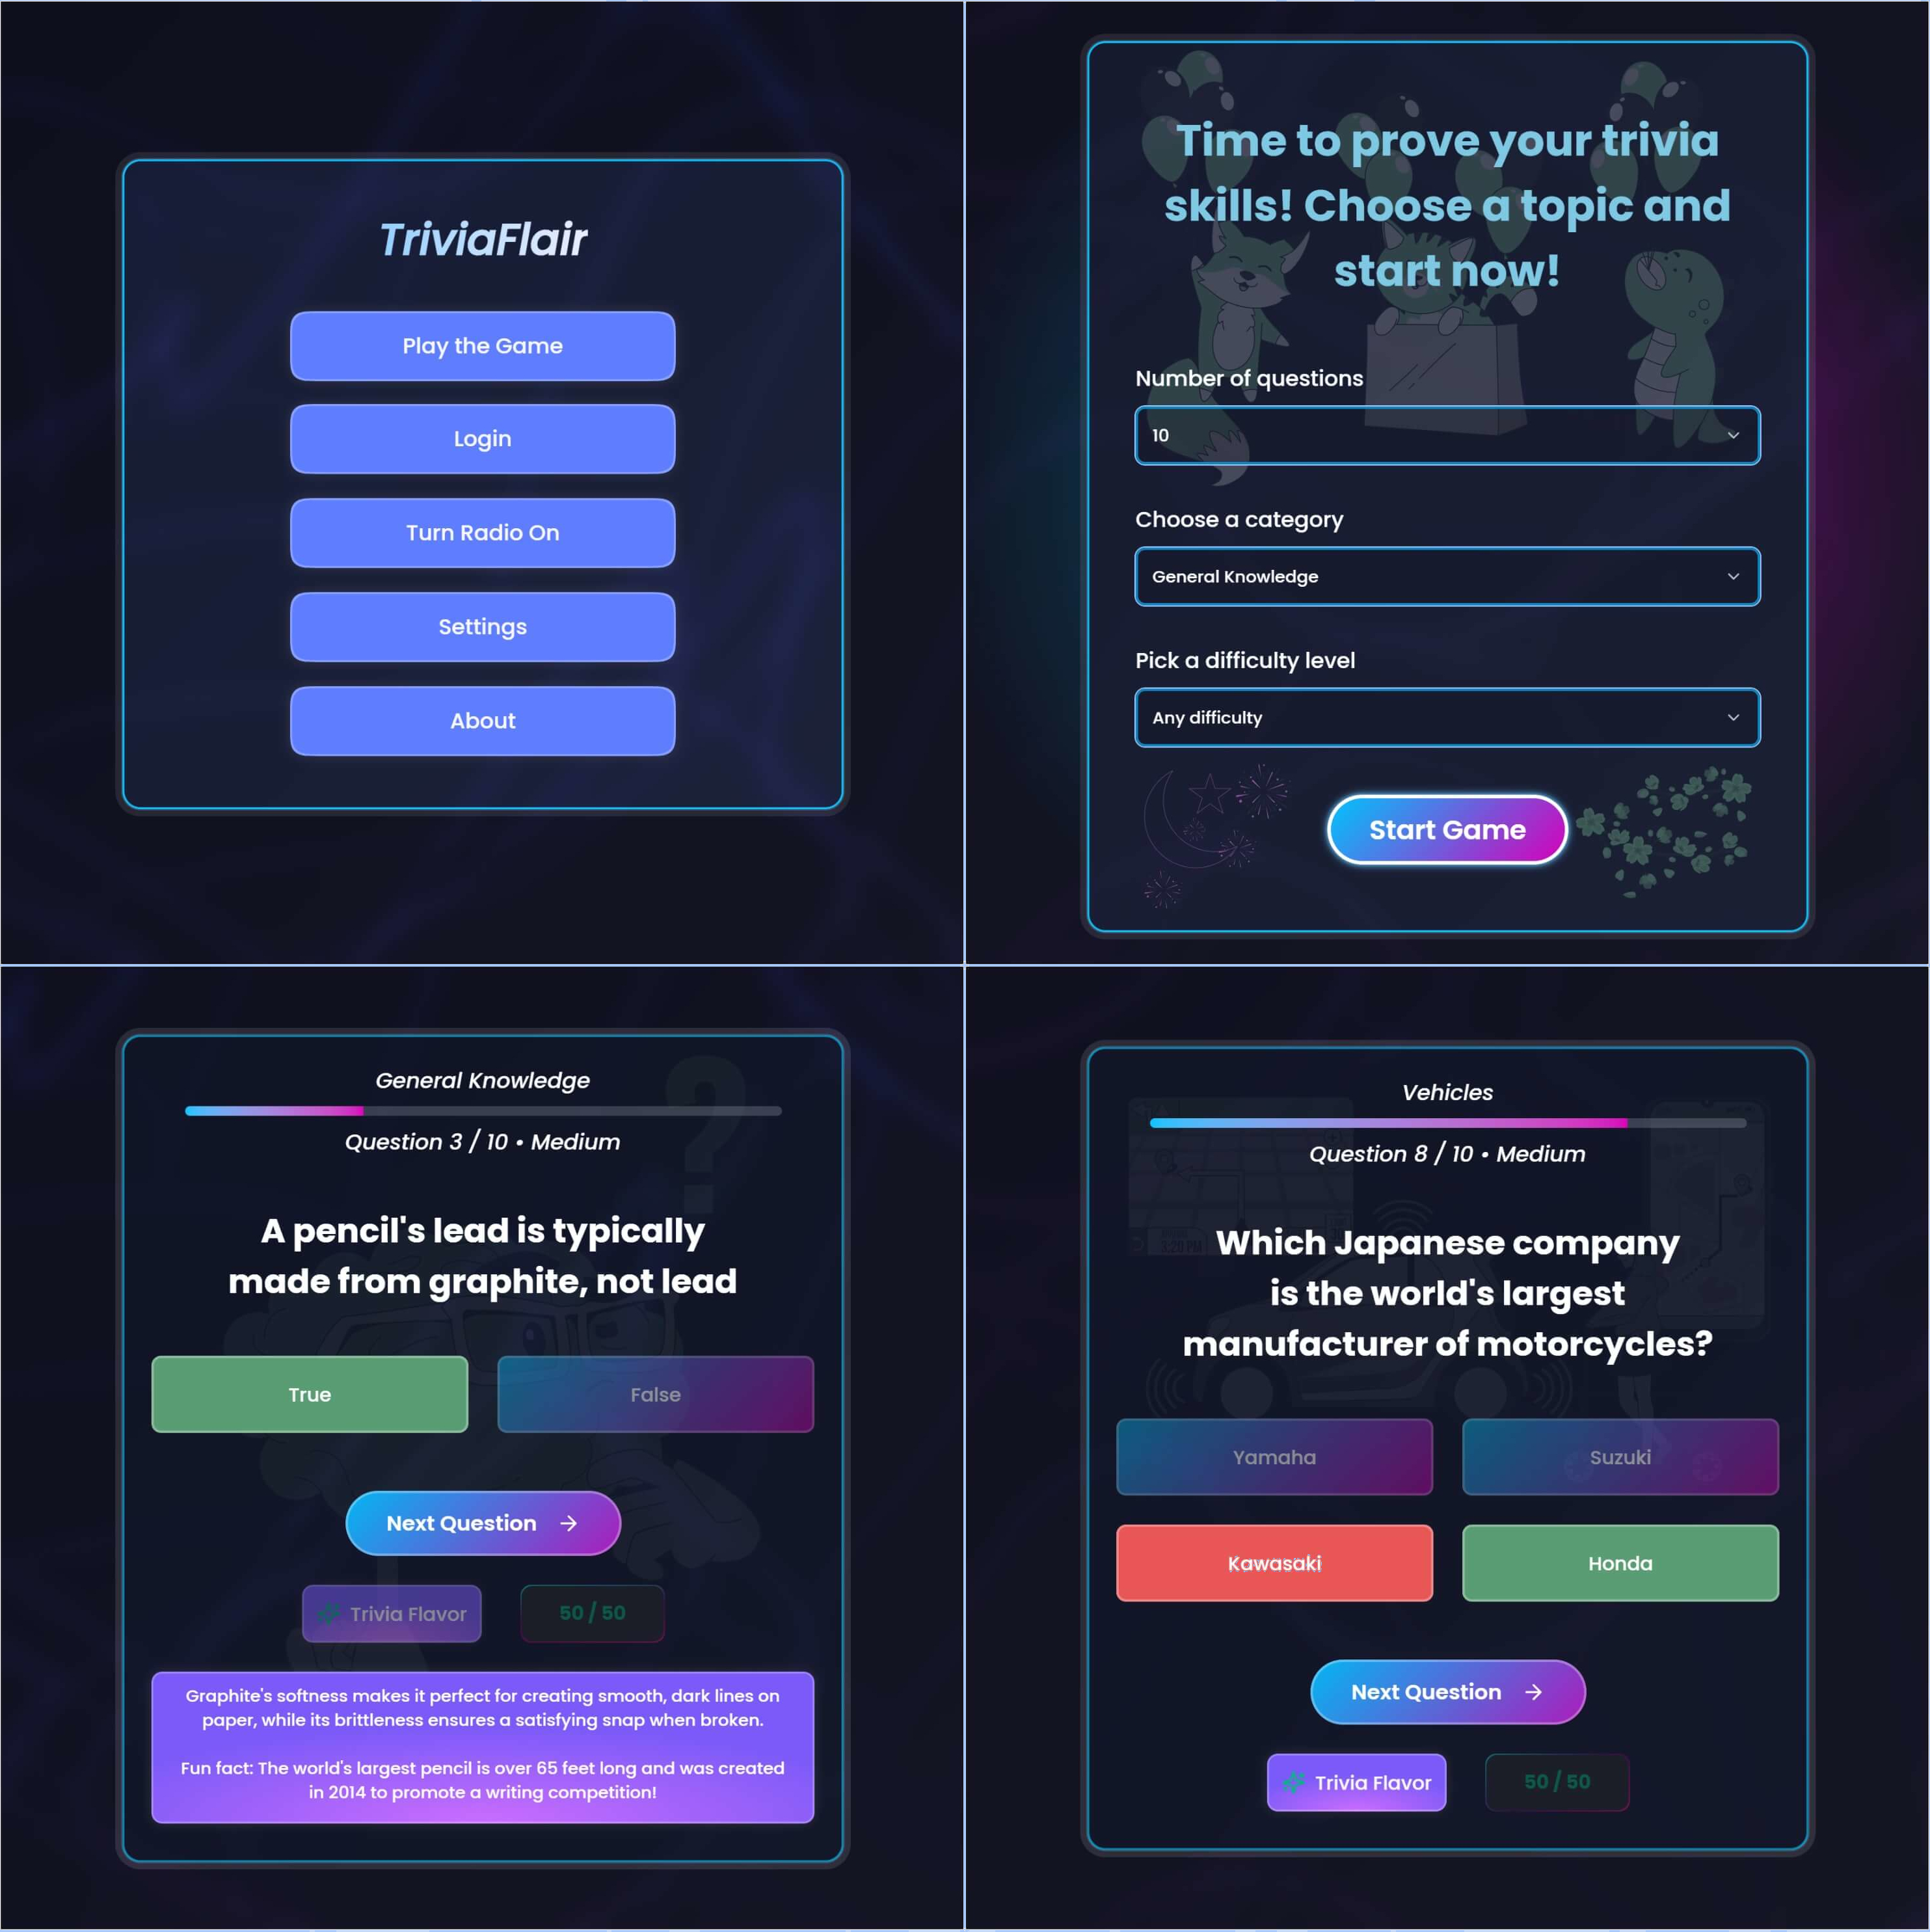 TriviaFlair
Play the Game
Login
Turn Radio On
Settings
About
Time to prove your trivia
skills! Choose a topic and
start now!
Number of questions
10
Choose a category
General Knowledge
Pick a difficulty level
Any difficulty
Start Game
General Knowledge
Question 3 / 10 • Medium
A pencil's lead is typically
made from graphite, not lead
True
False
Next Question
Trivia Flavor
50 / 50
Graphite's softness makes it perfect for creating smooth, dark lines on
paper, while its brittleness ensures a satisfying snap when broken.
Fun fact: The world's largest pencil is over 65 feet long and was created
in 2014 to promote a writing competition!
Vehicles
Question 8 / 10 • Medium
1:20 PM
Which Japanese company
is the world's largest
manufacturer of motorcycles?
Yamaha
Suzuki
Kawasaki
Honda
Next Question
Trivia Flavor
50 / 50